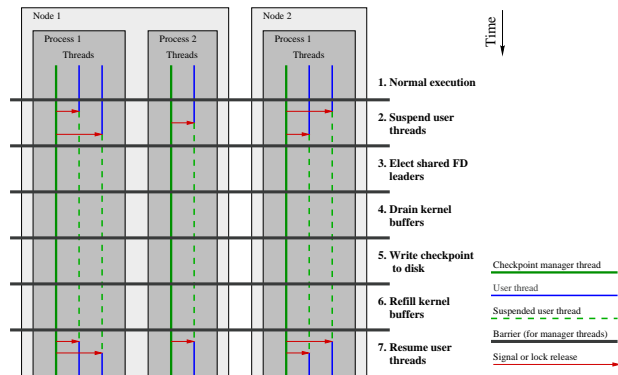 Node 1
Node 2
Process 1
Process 2
Process 1
Threads
Threads
Threads
Time
1. Normal execution
2. Suspend user
threads
3. Elect shared FD
leaders
4. Drain kernel
buffers
5. Write checkpoint
to disk
6. Refill kernel
buffers
7. Resume user
threads
Checkpoint manager thread
User thread
Suspended user thread
Barrier (for manager threads)
Signal or lock release